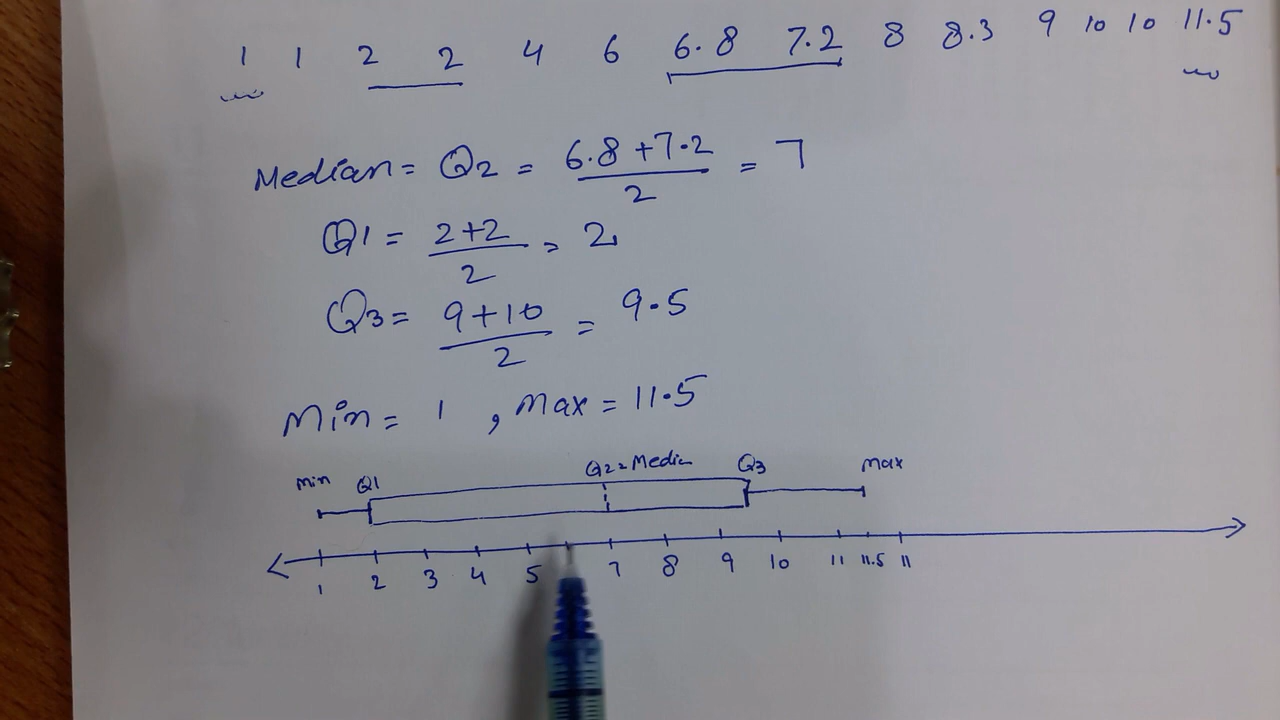 1 1 2 2 4 6 6.8 7.2 8 8.3 9 10 10 11.5
Median = Q2 = 6.8+7.2/2 = 7
Q1 = 2+2/2 = 2
Q3 = 9+10/2 = 9.5
Min = 1 , Max = 11.5
Min Q1 Q2=Media Q3 Max
1 2 3 4 5 7 8 9 10 11 11.5 11